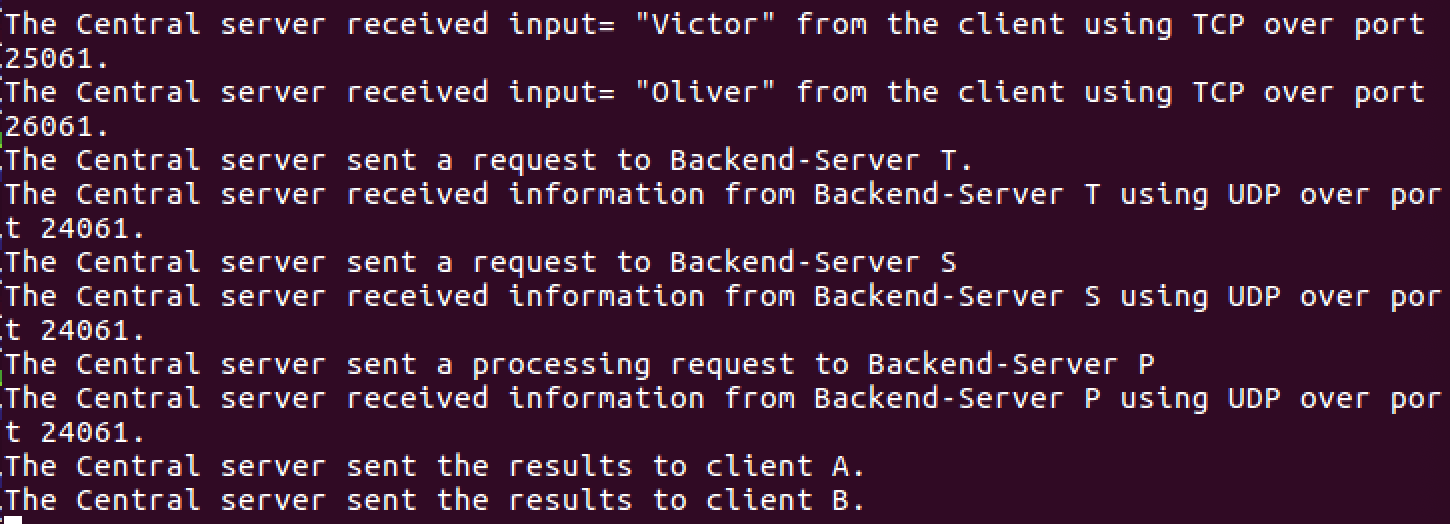 The Central server received input= "Victor" from the client using TCP over port
25061.
The Central server received input= "Oliver" from the client using TCP over port
26061.
The Central server sent a request to Backend-Server T.
The Central server received information from Backend-Server T using UDP over por
t 24061.
The Central server sent a request to Backend-Server S
The Central server received information from Backend-Server S using UDP over por
t 24061.
The Central server sent a processing request to Backend-Server P
The Central server received information from Backend-Server P using UDP over por
t 24061.
The Central server sent the results to client A.
The Central server sent the results to client B.